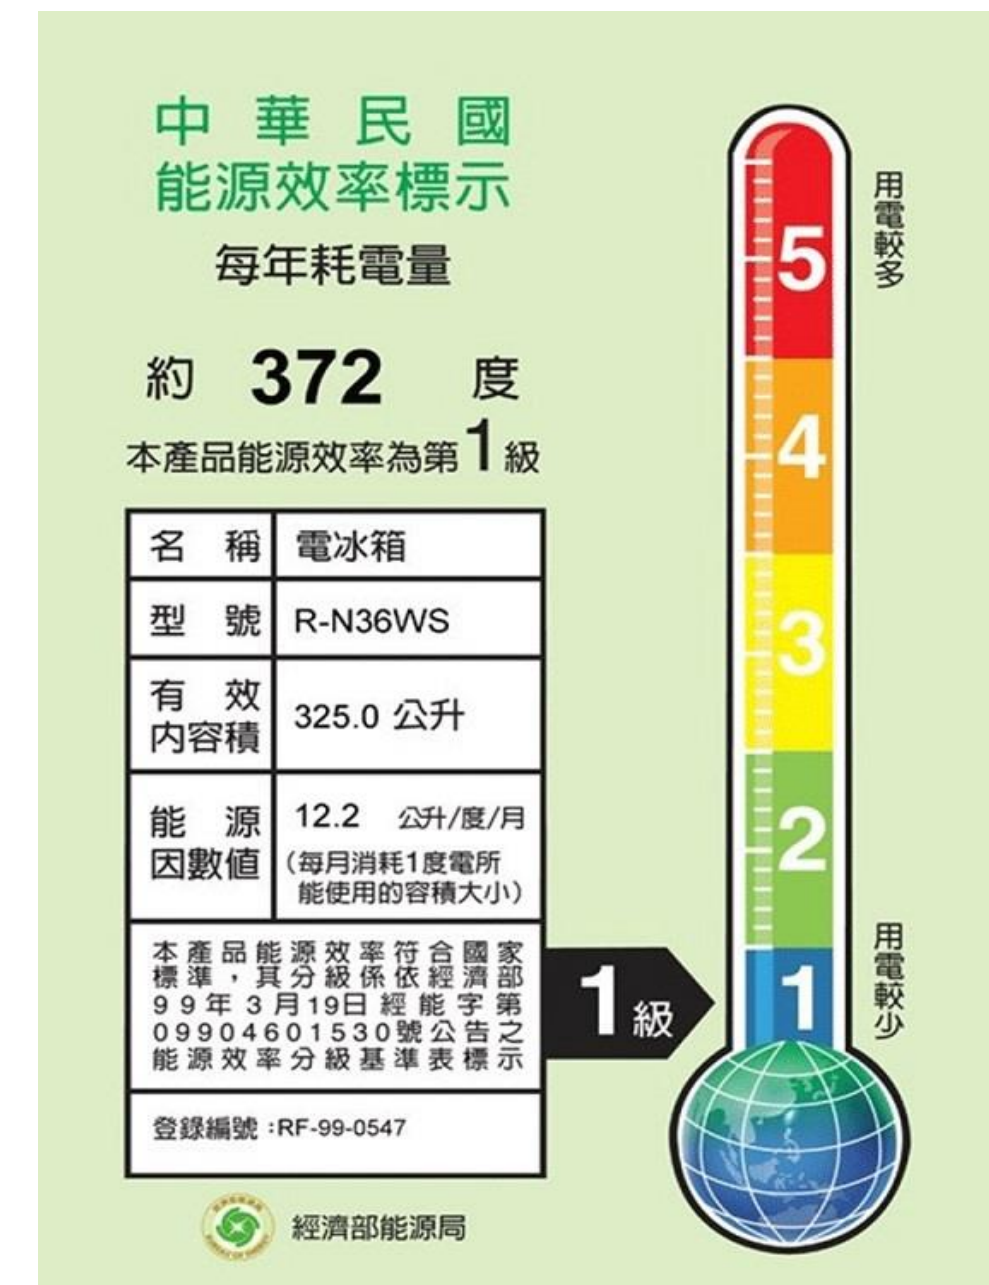 中華民國
能源效率標示
每年耗電量
約 372 度
本產品能源效率為第1級
名稱 電冰箱
型號 R-N36WS
有效
內容積
325.0 公升
能源
因數值
12.2 公升/度/月
(每月消耗1度電所
能使用的容積大小)
本產品能源效率符合國家
標準，其分級係依經濟部
99年3月19日經能字第
09904601530號公告之
能源效率分級基準表標示
登錄編號:RF-99-0547
經濟部能源局
1級
用電較多
5
4
3
2
1
用電較少